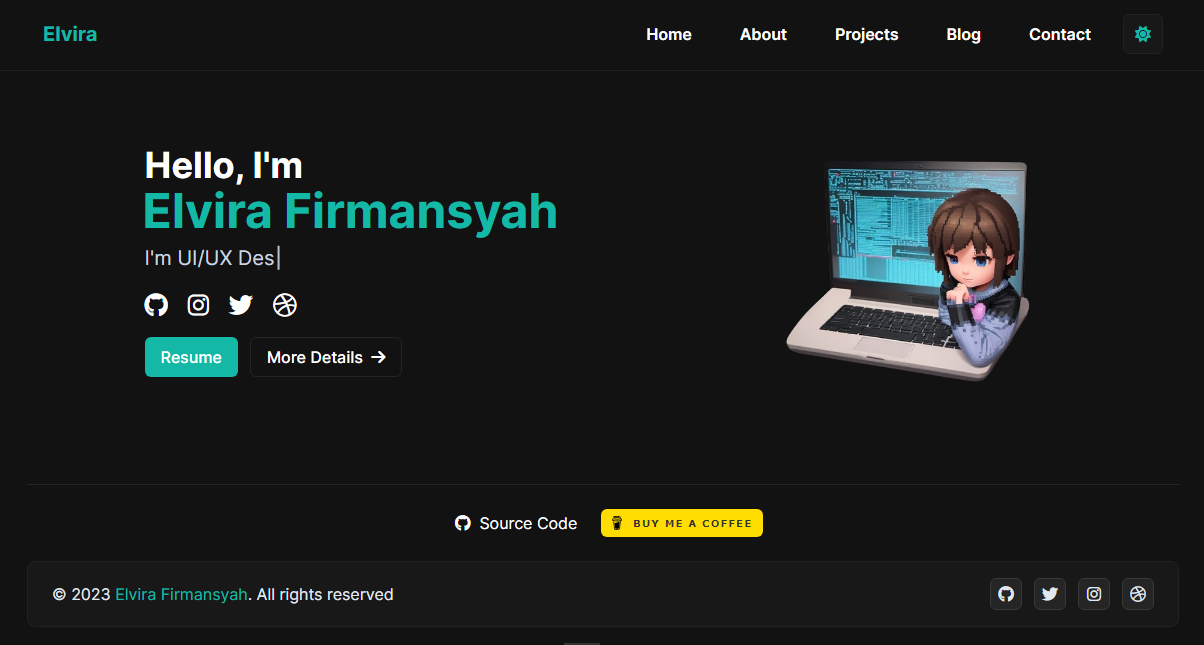 Elvira
Home About Projects Blog Contact
Hello, I'm
Elvira Firmansyah
I'm UI/UX Des
Resume More Details
Source Code BUY ME A COFFEE
© 2023 Elvira Firmansyah. All rights reserved